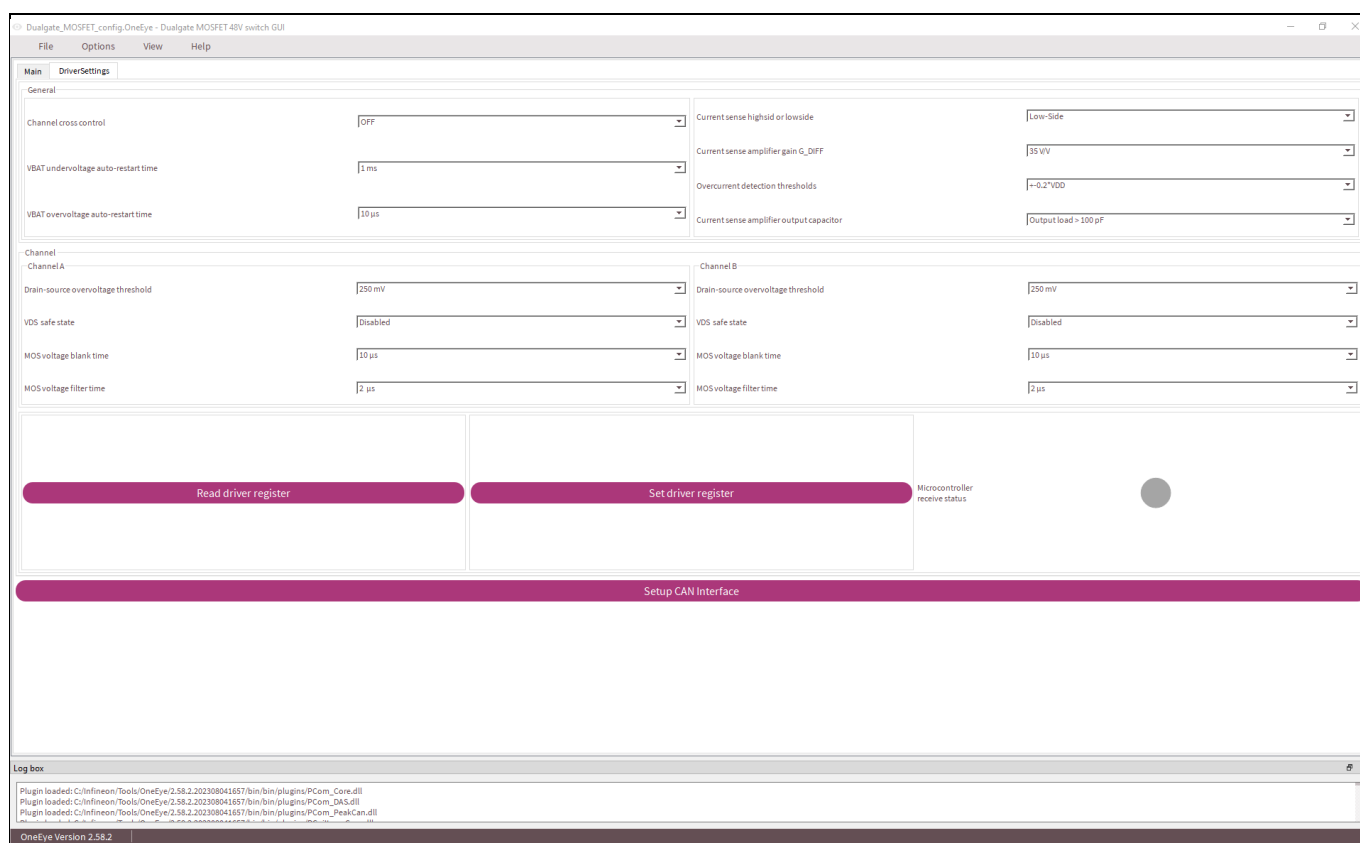 Dualgate_MOSFET_config.OneEye - Dualgate MOSFET 48V switch GUI
File Options View Help
Main DriverSettings
General
Channel cross control OFF
VBAT undervoltage auto-restart time 1 ms
VBAT overvoltage auto-restart time 10 µs
Current sense highsid or lowside Low-Side
Current sense amplifier gain G_DIFF 35 V/V
Overcurrent detection thresholds +-0.2*VDD
Current sense amplifier output capacitor Output load > 100 pF
Channel
Channel A
Drain-source overvoltage threshold 250 mV
VDS safe state Disabled
MOS voltage blank time 10 µs
MOS voltage filter time 2 µs
Channel B
Drain-source overvoltage threshold 250 mV
VDS safe state Disabled
MOS voltage blank time 10 µs
MOS voltage filter time 2 µs
Read driver register
Set driver register
Microcontroller
receive status
Setup CAN Interface
Log box
Plugin loaded: C:/Infineon/Tools/OneEye/2.58.2.202308041657/bin/bin/plugins/PCom_Core.dll
Plugin loaded: C:/Infineon/Tools/OneEye/2.58.2.202308041657/bin/bin/plugins/PCom_DAS.dll
Plugin loaded: C:/Infineon/Tools/OneEye/2.58.2.202308041657/bin/bin/plugins/PCom_PeakCan.dll
OneEye Version 2.58.2